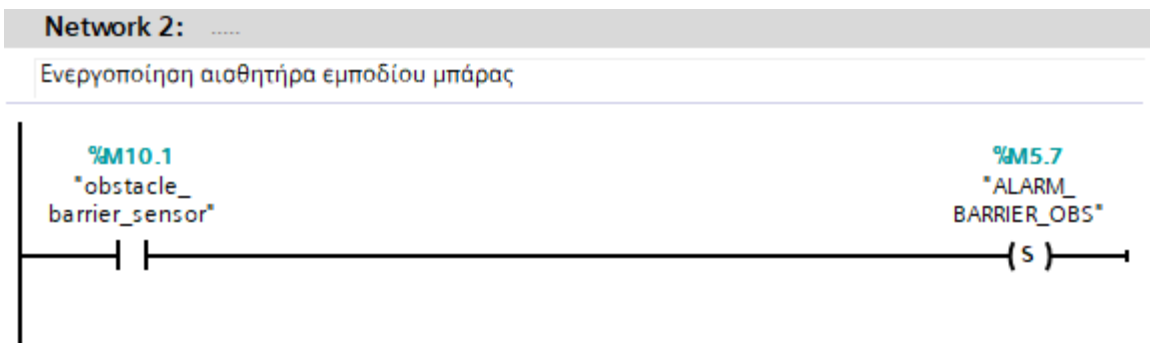 Network 2: .....
Ενεργοποίηση αισθητήρα εμποδίου μπάρας
%M10.1
"obstacle_
barrier_sensor"
%M5.7
"ALARM_
BARRIER_OBS"
( S )